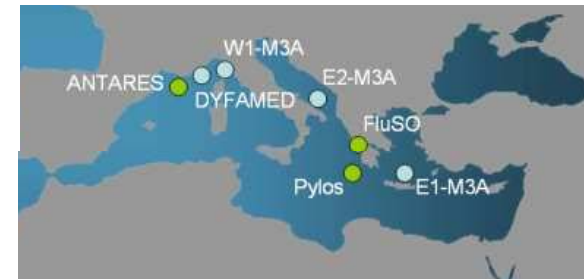 W1-M3A
ANTARES
E2-M3A
DYFAMED
FluSO
Pylos
E1-M3A